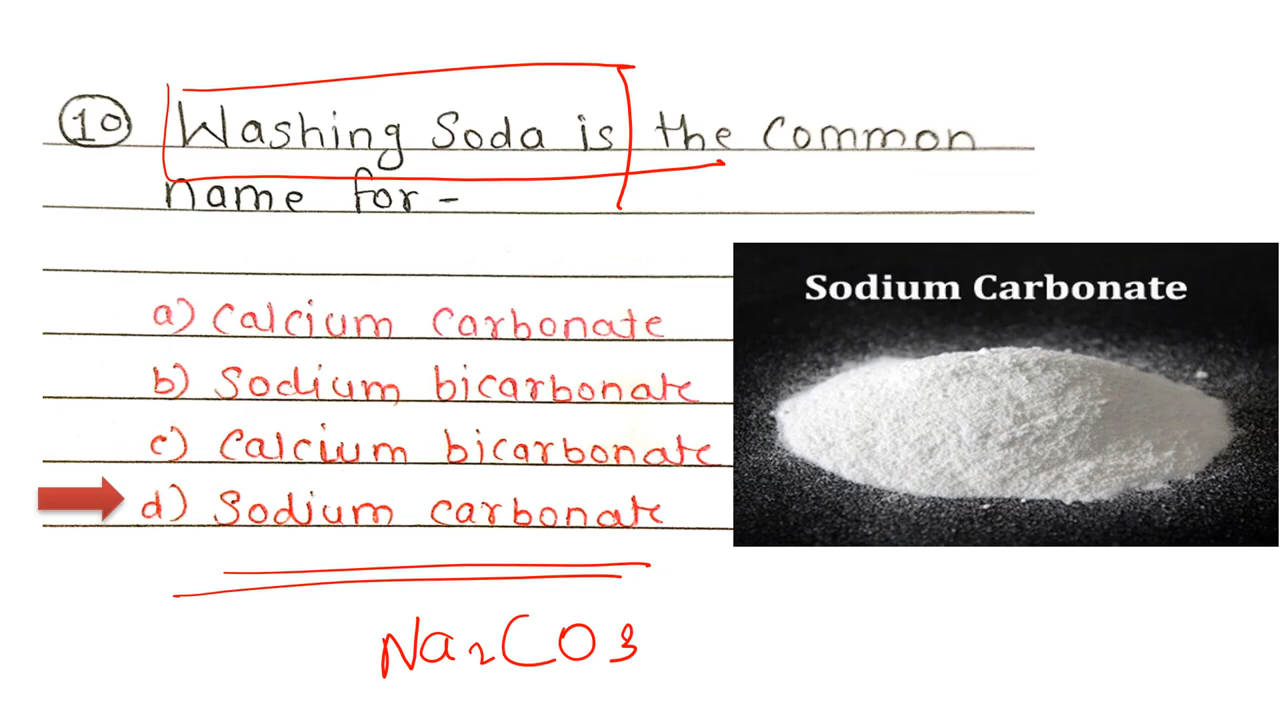 10 Washing Soda is the common
name for -
Sodium Carbonate
a) Calcium carbonate
b) Sodium bicarbonate
c) Calcium bicarbonate
d) Sodium carbonate
Na2CO3